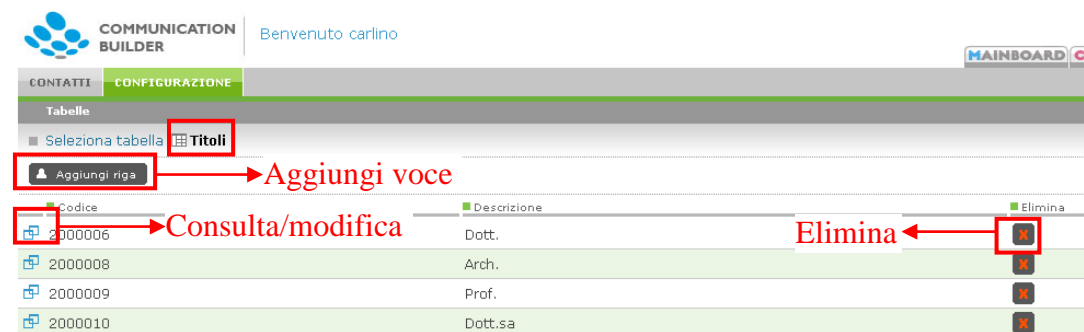 COMMUNICATION
BUILDER
Benvenuto carlino
MAINBOARD C
CONTATTI CONFIGURAZIONE
Tabelle
Seleziona tabella Titoli
Aggiungi riga Aggiungi voce
Codice Descrizione Elimina
Consulta/modifica Elimina
2000006 Dott.
2000008 Arch.
2000009 Prof.
2000010 Dott.sa